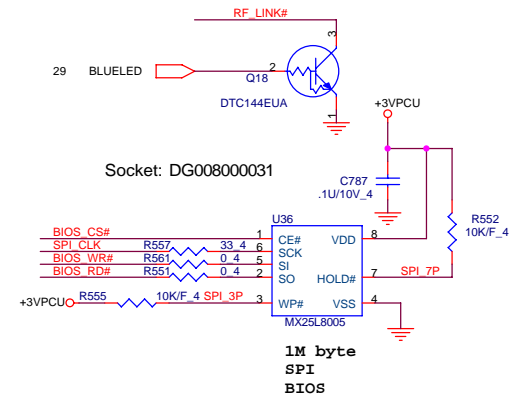 RF_LINK#
3
29 BLUELED 2
Q18
DTC144EUA
1
+3VPCU
Socket: DG008000031
C787
.1U/10V_4
R552
10K/F_4
U36
BIOS_CS# 1 CE# VDD 8
SPI_CLK R557 33_4 6 SCK
BIOS_WR# R561 0_4 5 SI
BIOS_RD# R551 0_4 2 SO HOLD# 7 SPI_7P
+3VPCU R555 10K/F_4 SPI_3P 3 WP# VSS 4
MX25L8005
1M byte
SPI
BIOS